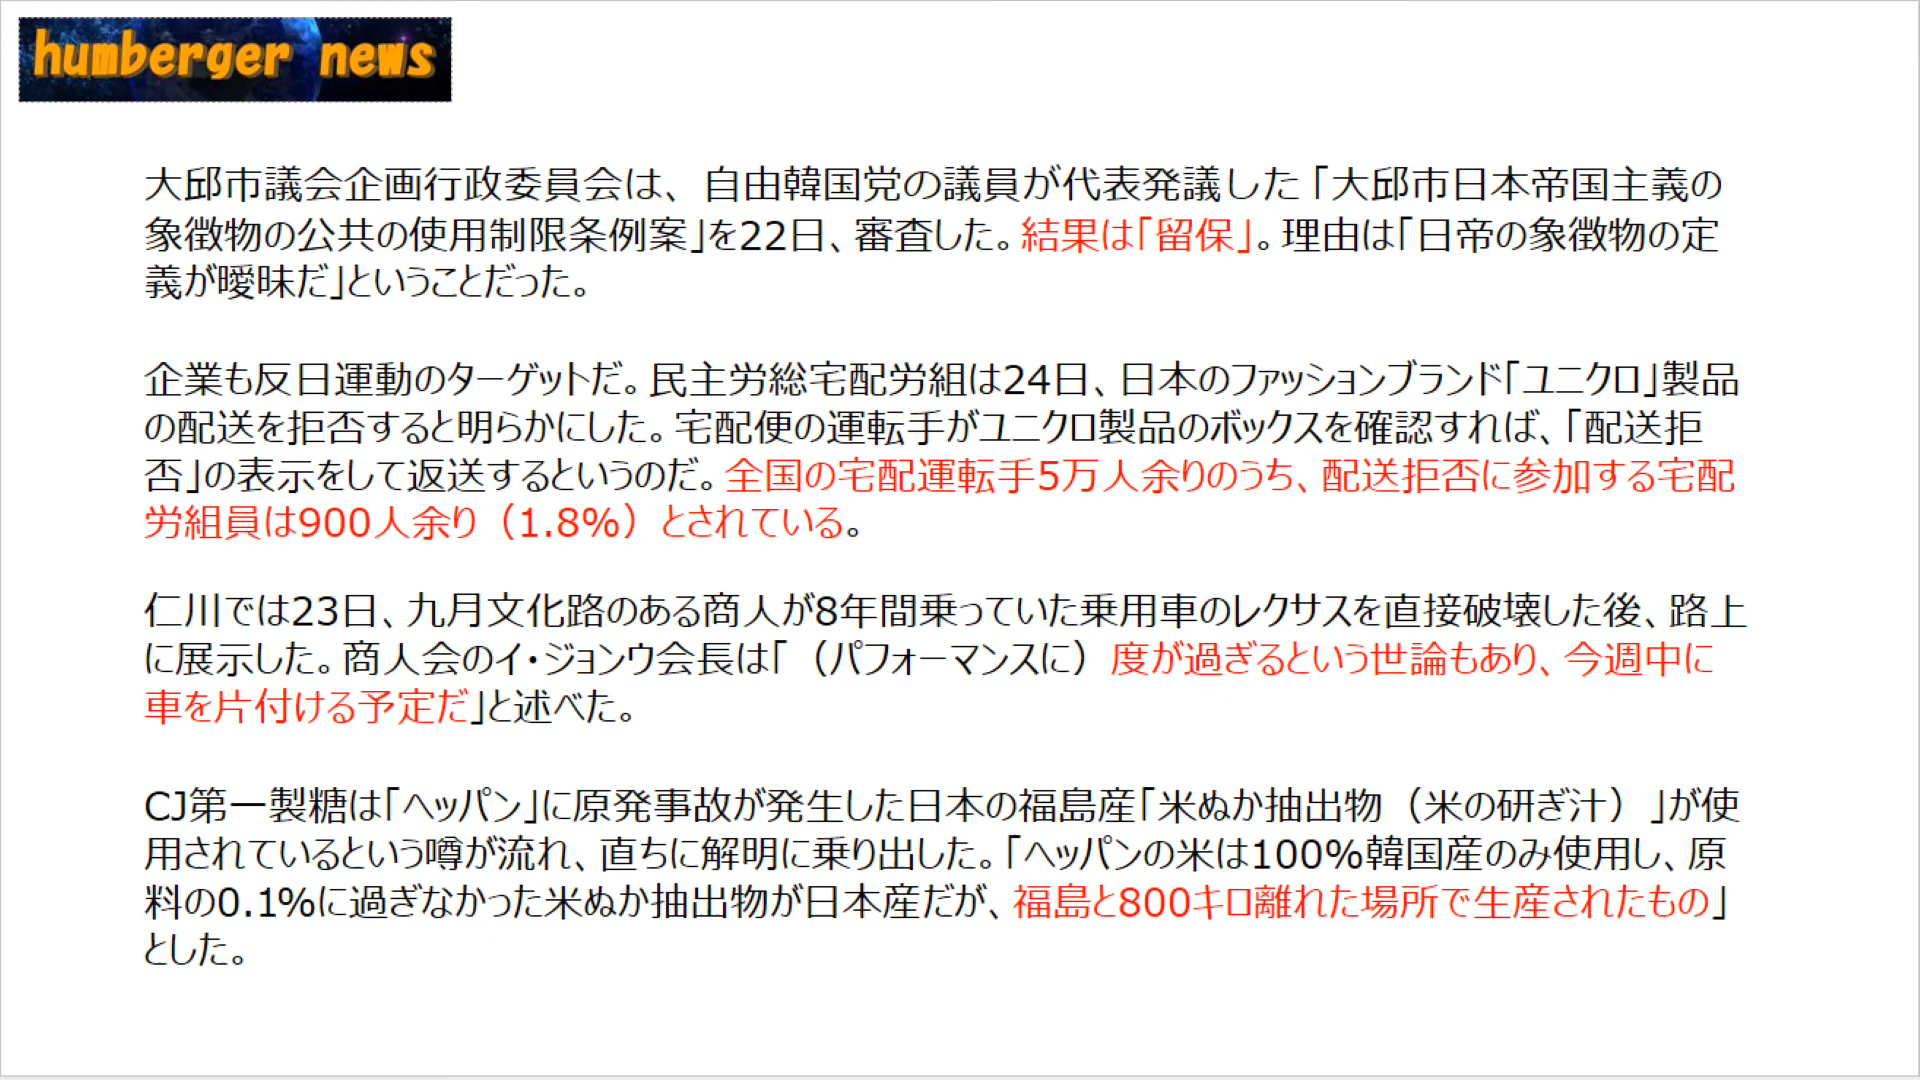 humberger news
大邱市議会企画行政委員会は、自由韓国党の議員が代表発議した「大邱市日本帝国主義の
象徴物の公共の使用制限条例案」を22日、審査した。結果は「留保」。理由は「日帝の象徴物の定
義が曖昧だ」ということだった。
企業も反日運動のターゲットだ。民主労総宅配労組は24日、日本のファッションブランド「ユニクロ」製品
の配送を拒否すると明らかにした。宅配便の運転手がユニクロ製品のボックスを確認すれば、「配送拒
否」の表示をして返送するというのだ。全国の宅配運転手5万人余りのうち、配送拒否に参加する宅配
労組員は900人余り（1.8%）とされている。
仁川では23日、九月文化路のある商人が8年間乗っていた乗用車のレクサスを直接破壊した後、路上
に展示した。商人会のイ・ジョンウ会長は「（パフォーマンスに）度が過ぎるという世論もあり、今週中に
車を片付ける予定だ」と述べた。
CJ第一製糖は「ヘッパン」に原発事故が発生した日本の福島産「米ぬか抽出物（米の研ぎ汁）」が使
用されているという噂が流れ、直ちに解明に乗り出した。「ヘッパンの米は100%韓国産のみ使用し、原
料の0.1%に過ぎなかった米ぬか抽出物が日本産だが、福島と800キロ離れた場所で生産されたもの」
とした。